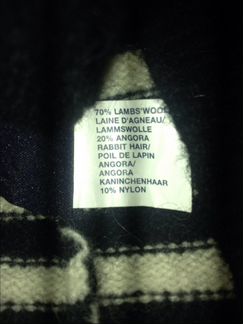 70% LAMBS'WOOL
LAINE D'AGNEAU/
LAMMSWOLLE
20% ANGORA
RABBIT HAIR/
POIL DE LAPIN
ANGORA/
ANGORA
KANINCHENHAAR
10% NYLON